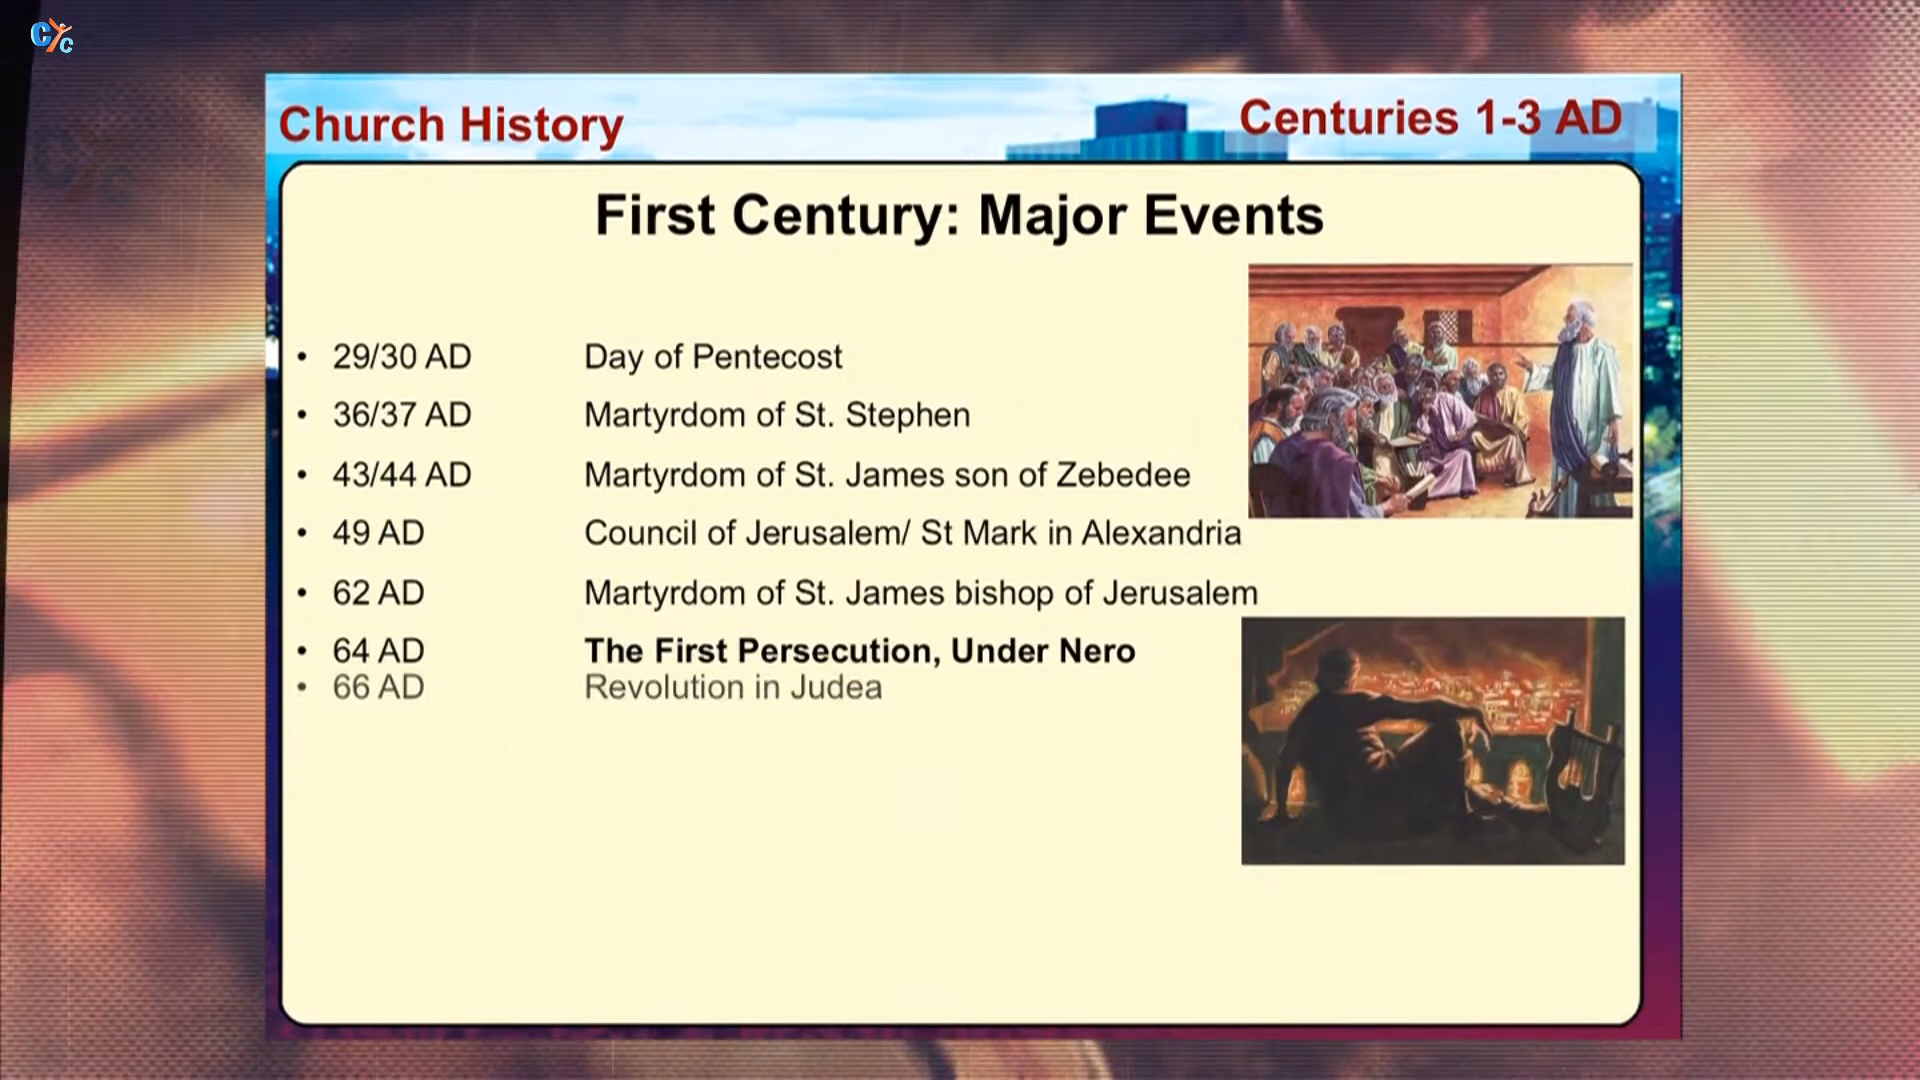 CYC
Church History
Centuries 1-3 AD
First Century: Major Events
• 29/30 AD Day of Pentecost
• 36/37 AD Martyrdom of St. Stephen
• 43/44 AD Martyrdom of St. James son of Zebedee
• 49 AD Council of Jerusalem/ St Mark in Alexandria
• 62 AD Martyrdom of St. James bishop of Jerusalem
• 64 AD The First Persecution, Under Nero
• 66 AD Revolution in Judea